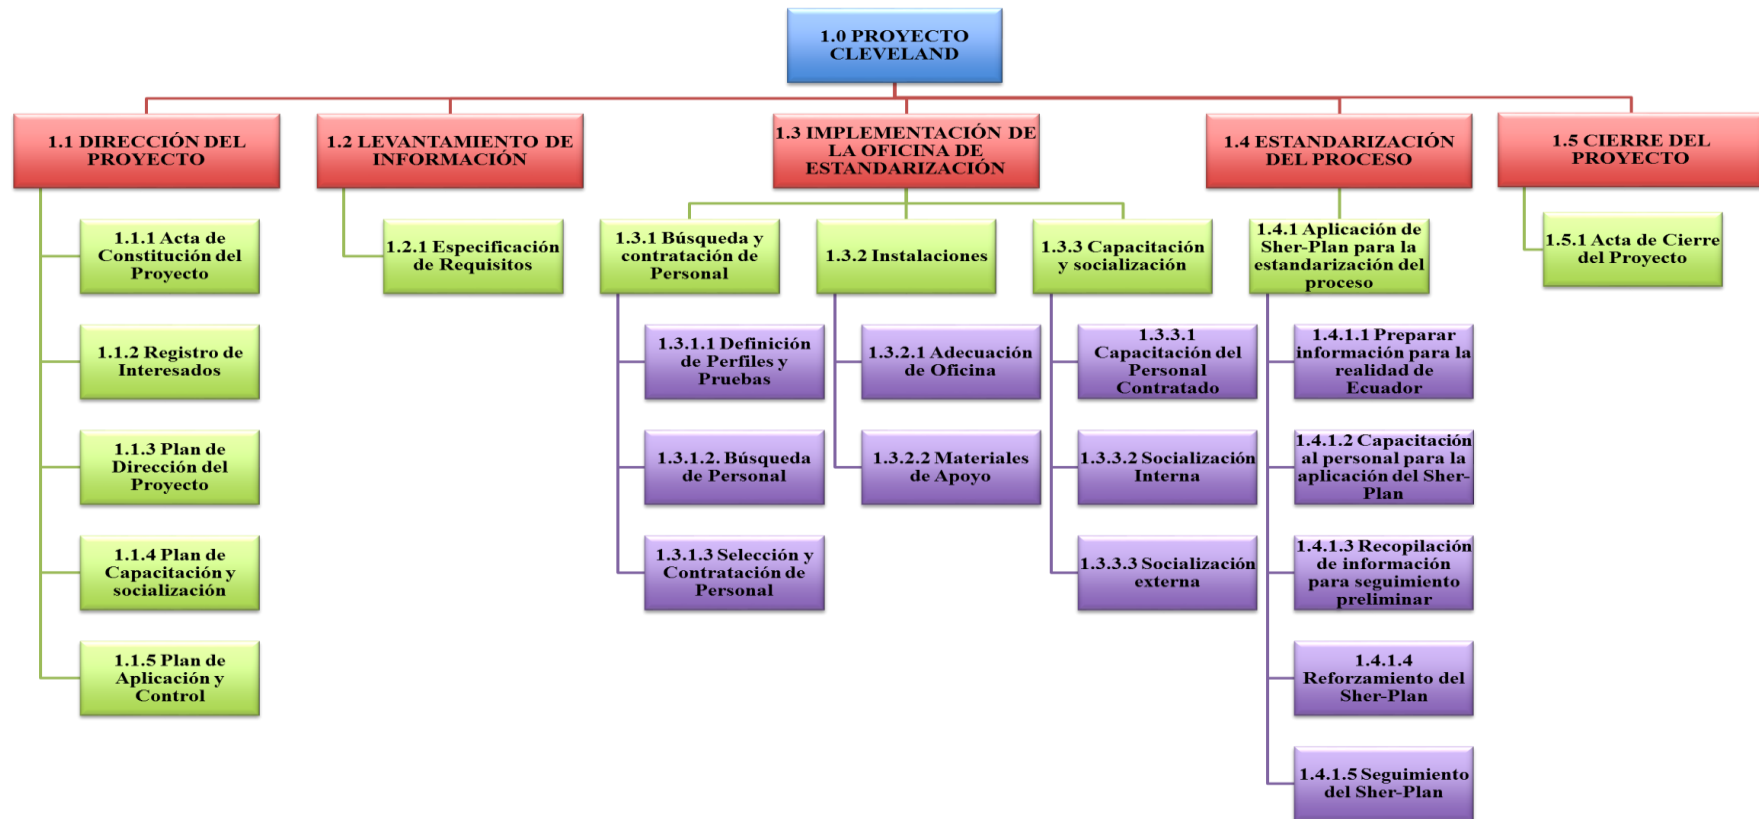 1.0 PROYECTO
CLEVELAND
1.1 DIRECCIÓN DEL
PROYECTO
1.1.1 Acta de
Constitución del
Proyecto
1.1.2 Registro de
Interesados
1.1.3 Plan de
Dirección del
Proyecto
1.1.4 Plan de
Capacitación y
socialización
1.1.5 Plan de
Aplicación y
Control
1.2 LEVANTAMIENTO DE
INFORMACIÓN
1.2.1 Especificación
de Requisitos
1.3 IMPLEMENTACIÓN DE
LA OFICINA DE
ESTANDARIZACIÓN
1.3.1 Búsqueda y
contratación de
Personal
1.3.1.1 Definición
de Perfiles y
Pruebas
1.3.1.2. Búsqueda
de Personal
1.3.1.3 Selección y
Contratación de
Personal
1.3.2 Instalaciones
1.3.2.1 Adecuación
de Oficina
1.3.2.2 Materiales
de Apoyo
1.3.3 Capacitación
y socialización
1.3.3.1
Capacitación del
Personal
Contratado
1.3.3.2 Socialización
Interna
1.3.3.3 Socialización
externa
1.4 ESTANDARIZACIÓN
DEL PROCESO
1.4.1 Aplicación de
Sher-Plan para la
estandarización del
proceso
1.4.1.1 Preparar
información para la
realidad de
Ecuador
1.4.1.2 Capacitación
al personal para la
aplicación del Sher-
Plan
1.4.1.3 Recopilación
de información
para seguimiento
preliminar
1.4.1.4
Reforzamiento del
Sher-Plan
1.4.1.5 Seguimiento
del Sher-Plan
1.5 CIERRE DEL
PROYECTO
1.5.1 Acta de Cierre
del Proyecto